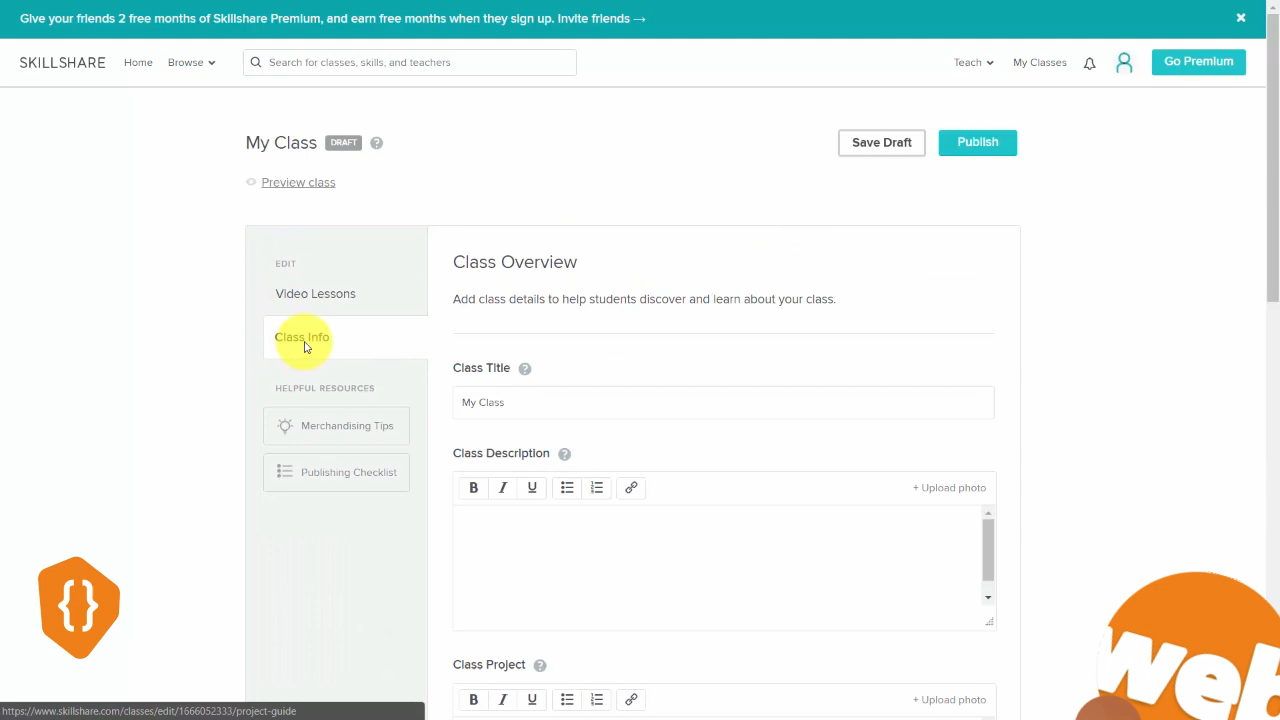 Give your friends 2 free months of Skillshare Premium, and earn free months when they sign up. Invite friends →
SKILLSHARE Home Browse Search for classes, skills, and teachers Teach My Classes Go Premium
My Class DRAFT ? Save Draft Publish
Preview class
EDIT
Video Lessons
Class Info
HELPFUL RESOURCES
Merchandising Tips
Publishing Checklist
Class Overview
Add class details to help students discover and learn about your class.
Class Title ?
My Class
Class Description ?
B I U + Upload photo
Class Project ?
B I U + Upload photo
{}
web
https://www.skillshare.com/classes/edit/1666052333/project-guide